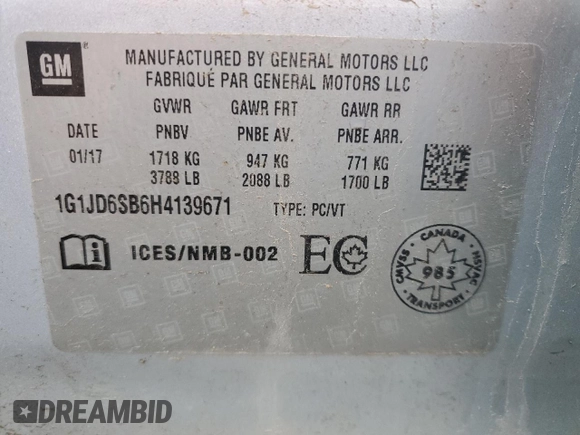 GM
MANUFACTURED BY GENERAL MOTORS LLC
FABRIQUÉ PAR GENERAL MOTORS LLC
GVWR GAWR FRT GAWR RR
DATE PNBV PNBE AV. PNBE ARR.
01/17 1718 KG 947 KG 771 KG
3788 LB 2088 LB 1700 LB
1G1JD6SB6H4139671 TYPE: PC/VT
ICES/NMB-002 EC
CANADA
CMVSS 985 NSVAC
TRANSPORT
DREAMBID